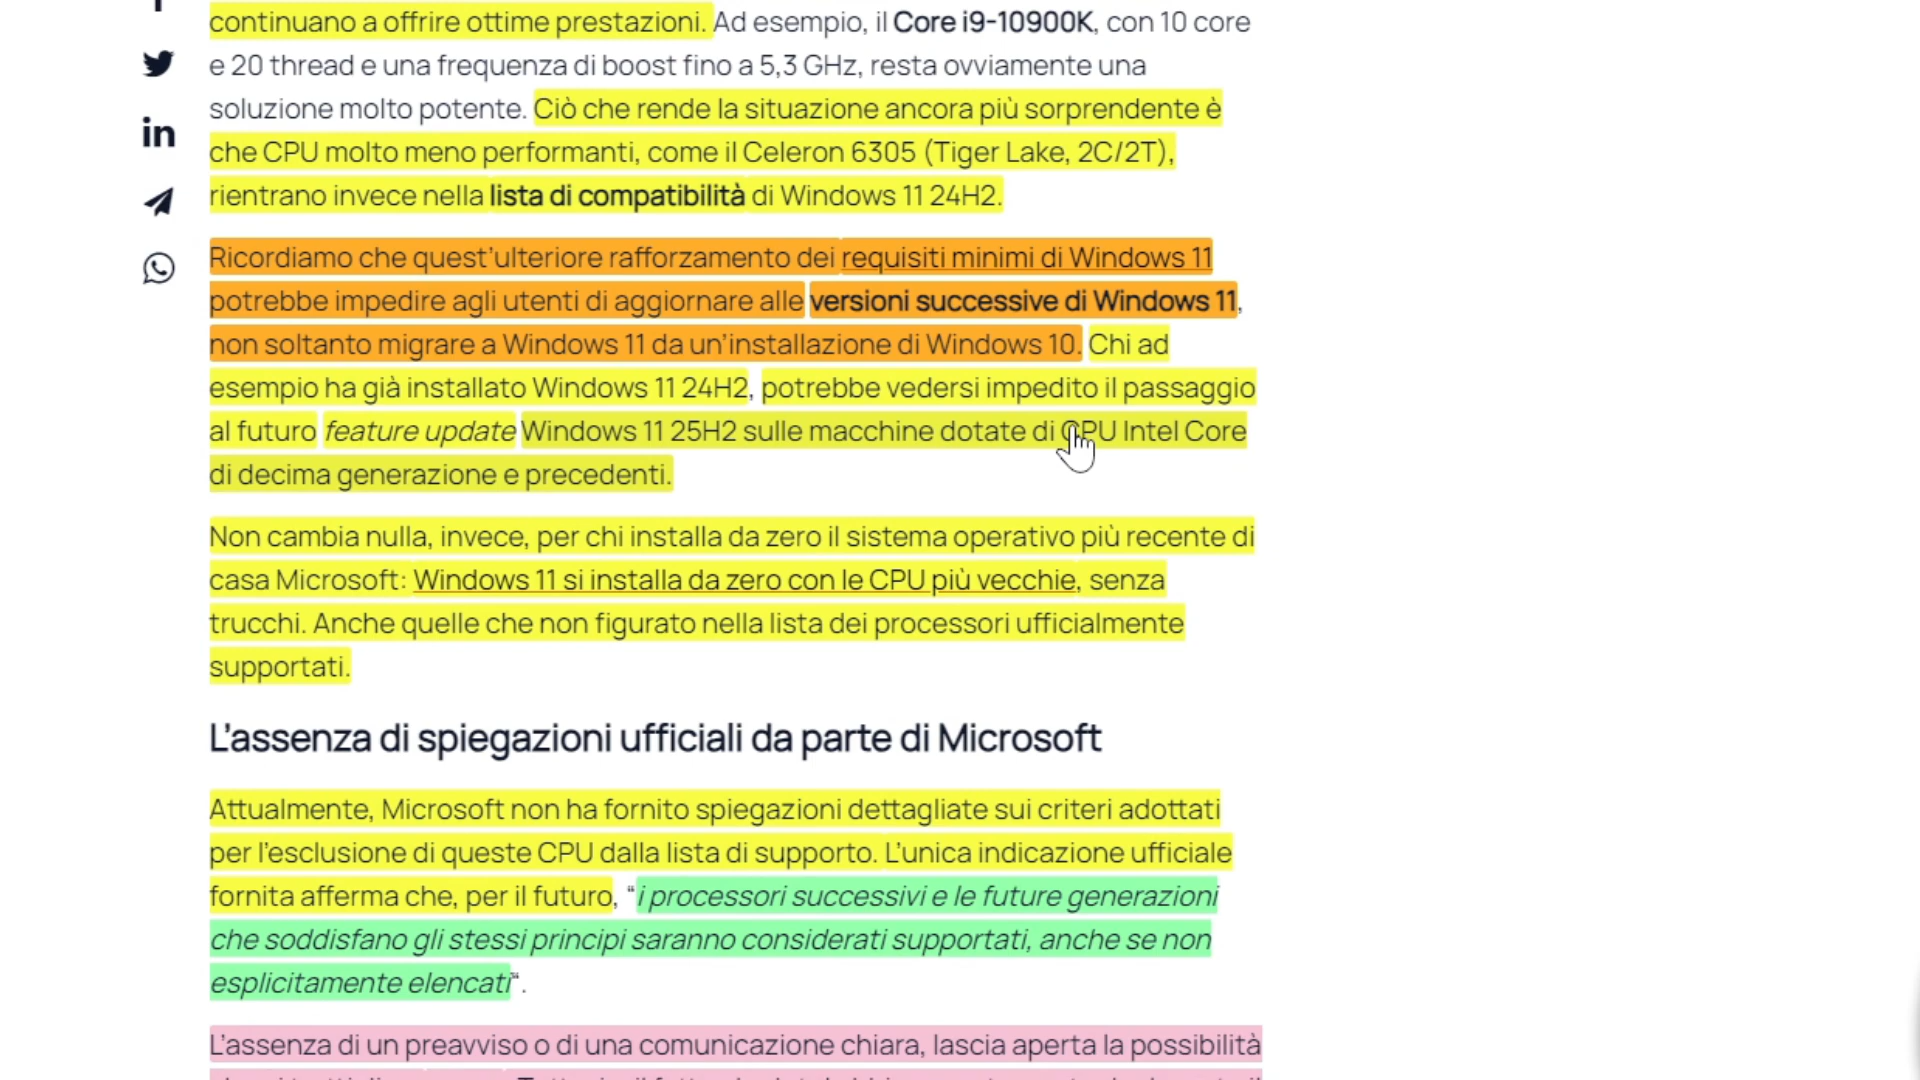 continuano a offrire ottime prestazioni. Ad esempio, il Core i9-10900K, con 10 core
e 20 thread e una frequenza di boost fino a 5,3 GHz, resta ovviamente una
soluzione molto potente. Ciò che rende la situazione ancora più sorprendente è
che CPU molto meno performanti, come il Celeron 6305 (Tiger Lake, 2C/2T),
rientrano invece nella lista di compatibilità di Windows 11 24H2.
Ricordiamo che quest'ulteriore rafforzamento dei requisiti minimi di Windows 11
potrebbe impedire agli utenti di aggiornare alle versioni successive di Windows 11,
non soltanto migrare a Windows 11 da un'installazione di Windows 10. Chi ad
esempio ha già installato Windows 11 24H2, potrebbe vedersi impedito il passaggio
al futuro feature update Windows 11 25H2 sulle macchine dotate di CPU Intel Core
di decima generazione e precedenti.
Non cambia nulla, invece, per chi installa da zero il sistema operativo più recente di
casa Microsoft: Windows 11 si installa da zero con le CPU più vecchie, senza
trucchi. Anche quelle che non figurato nella lista dei processori ufficialmente
supportati.
L'assenza di spiegazioni ufficiali da parte di Microsoft
Attualmente, Microsoft non ha fornito spiegazioni dettagliate sui criteri adottati
per l'esclusione di queste CPU dalla lista di supporto. L'unica indicazione ufficiale
fornita afferma che, per il futuro, “i processori successivi e le future generazioni
che soddisfano gli stessi principi saranno considerati supportati, anche se non
esplicitamente elencati“.
L'assenza di un preavviso o di una comunicazione chiara, lascia aperta la possibilità